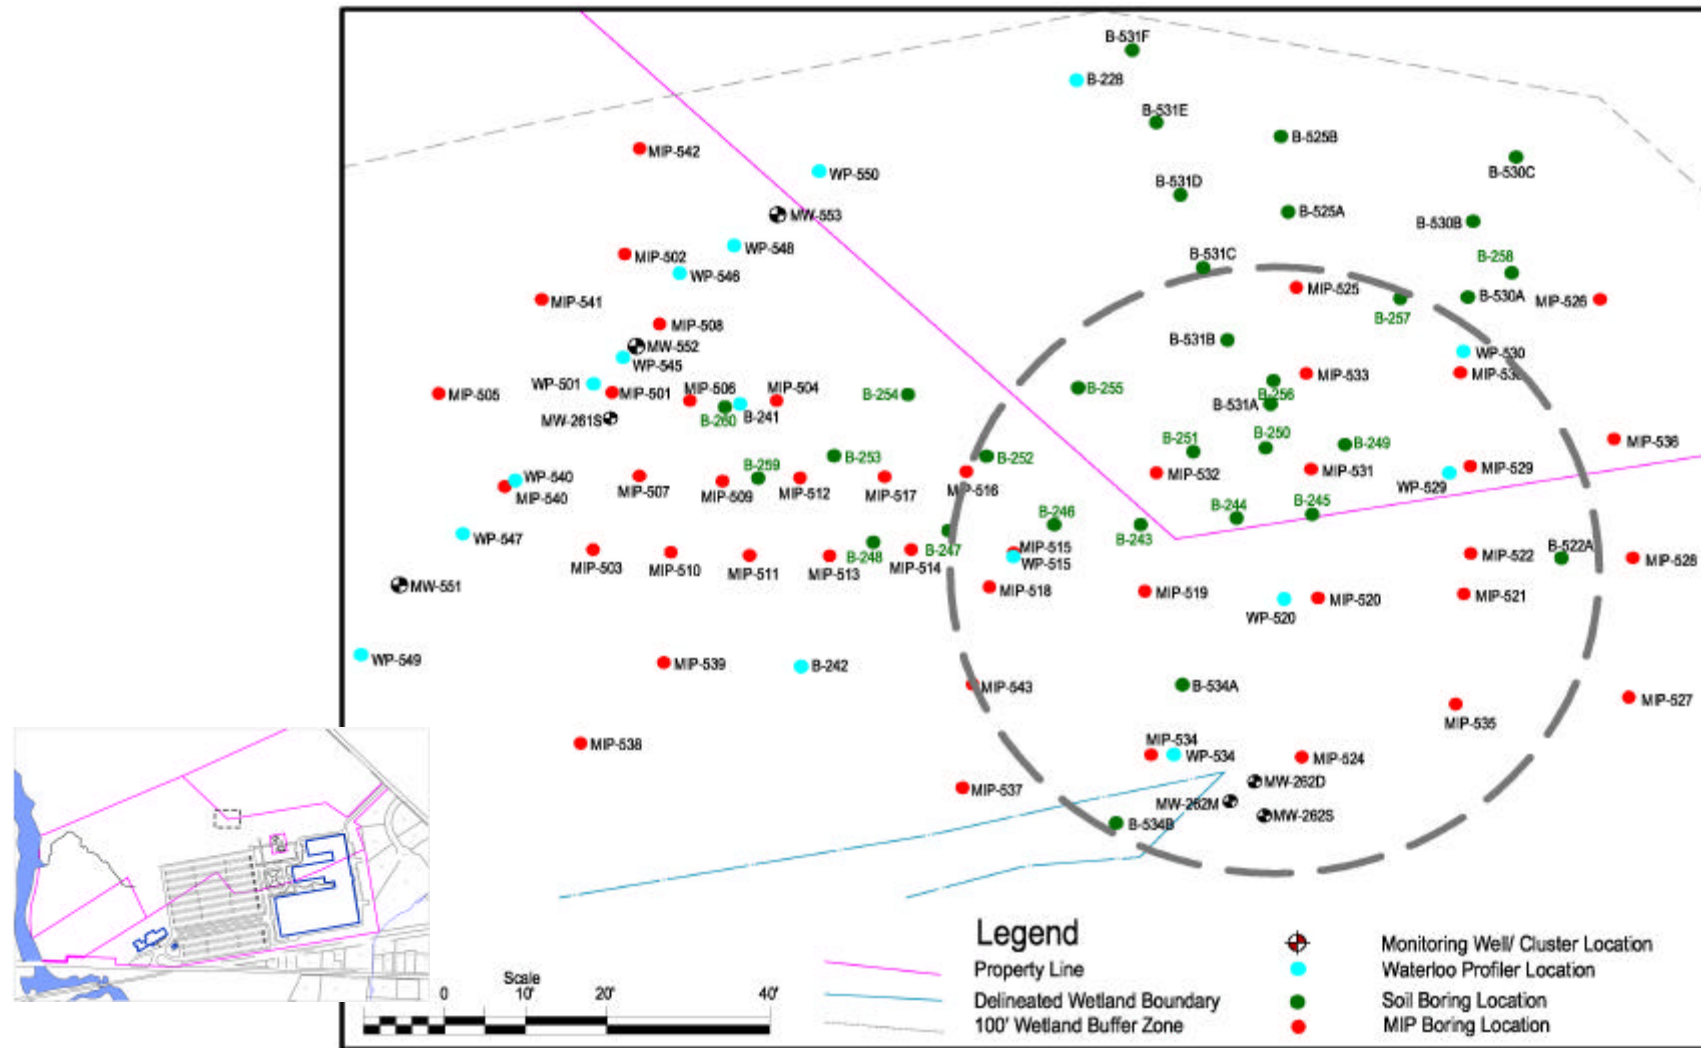 B-531F
B-228
B-531E
B-525B
MIP-542
B-530C
WP-550
B-531D
MW-553
B-525A
B-530B
WP-548
MIP-502
B-531C
B-258
WP-546
MIP-525
B-530A
MIP-526
MIP-541
B-257
MIP-508
B-531B
MW-552
WP-530
WP-545
MIP-533
WP-501
MIP-505
MIP-501
MIP-506
MIP-504
B-254
B-255
B-256
B-531A
MW-261S
B-260
B-241
B-251
B-250
B-249
MIP-536
B-259
B-253
B-252
MIP-532
MIP-531
MIP-529
WP-540
MIP-540
MIP-507
MIP-509
MIP-512
MIP-517
MIP-516
WP-529
B-246
B-244
B-245
WP-547
B-243
MIP-503
MIP-510
MIP-511
MIP-513
B-248
MIP-514
B-247
MIP-515
WP-515
MIP-522
B-522A
MIP-528
MW-551
MIP-518
MIP-519
WP-520
MIP-520
MIP-521
WP-549
MIP-539
B-242
MIP-543
B-534A
MIP-527
MIP-535
MIP-538
MIP-534
WP-534
MIP-524
MIP-537
MW-262D
MW-262M
MW-262S
B-534B
Legend
Property Line
Delineated Wetland Boundary
100' Wetland Buffer Zone
Monitoring Well/ Cluster Location
Waterloo Profiler Location
Soil Boring Location
MIP Boring Location
Scale
0 10' 20' 40'